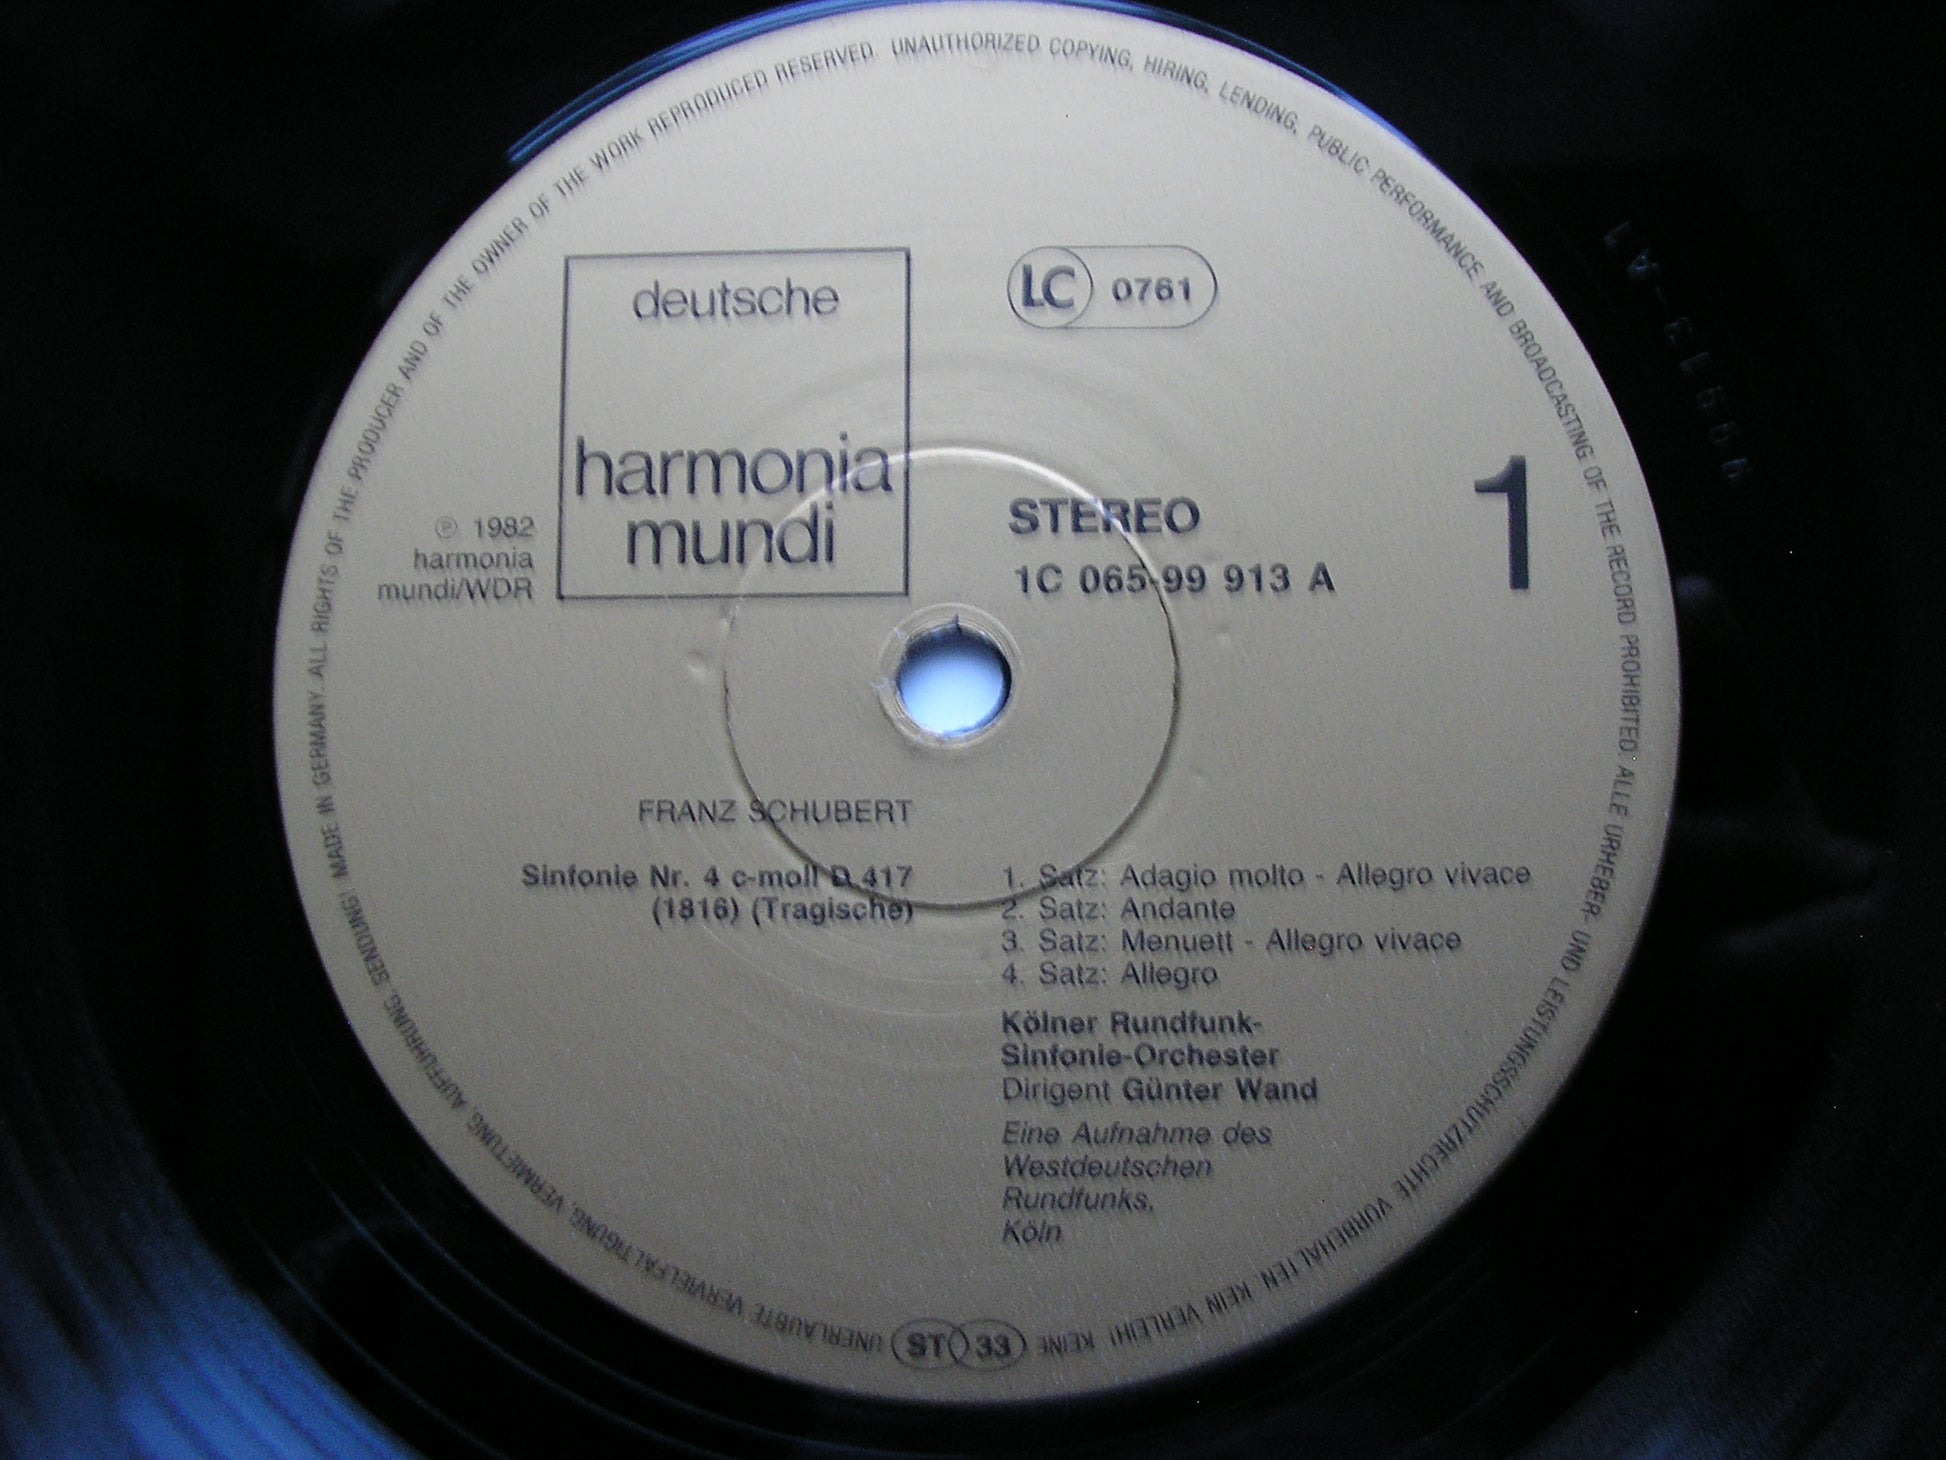 MADE IN GERMANY. ALL RIGHTS OF THE PRODUCER AND OF THE OWNER OF THE WORK REPRODUCED RESERVED. UNAUTHORIZED COPYING, HIRING, LENDING, PUBLIC PERFORMANCE AND BROADCASTING OF THE RECORD PROHIBITED. ALLE URHEBER- UND LEISTUNGSSCHUTZRECHTE VORBEHALTEN. KEIN VERLEIH! KEINE UNERLAUBTE VERVIELFÄLTIGUNG, VERMIETUNG, AUFFÜHRUNG, SENDUNG!
deutsche
harmonia
mundi
LC 0761
℗ 1982
harmonia
mundi/WDR
STEREO
1C 065-99 913 A
1
FRANZ SCHUBERT
Sinfonie Nr. 4 c-moll D 417
(1816) (Tragische)
1. Satz: Adagio molto - Allegro vivace
2. Satz: Andante
3. Satz: Menuett - Allegro vivace
4. Satz: Allegro
Kölner Rundfunk-
Sinfonie-Orchester
Dirigent Günter Wand
Eine Aufnahme des
Westdeutschen
Rundfunks,
Köln
ST 33